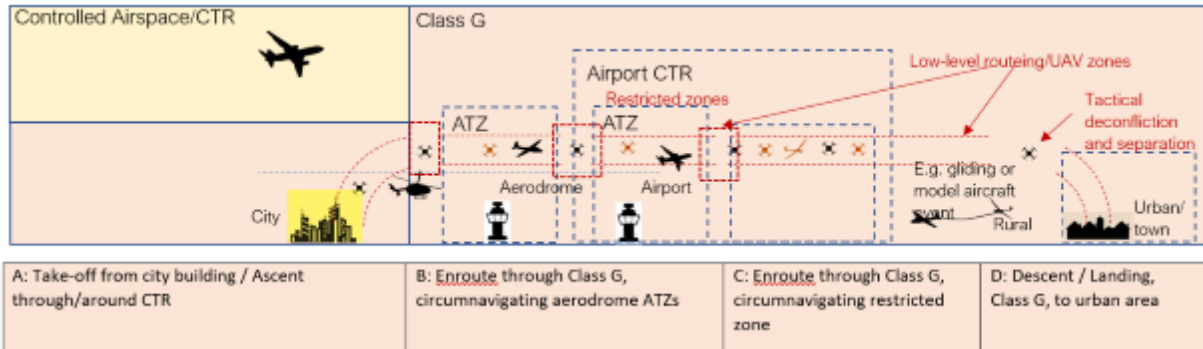 Controlled Airspace/CTR
Class G
Airport CTR
Low-level routeing/UAV zones
Restricted zones
Tactical
deconfliction
and separation
ATZ
ATZ
Aerodrome
Airport
E.g. gliding or
model aircraft
event
Rural
City
Urban/
town
A: Take-off from city building / Ascent
through/around CTR
B: Enroute through Class G,
circumnavigating aerodrome ATZs
C: Enroute through Class G,
circumnavigating restricted
zone
D: Descent / Landing,
Class G, to urban area